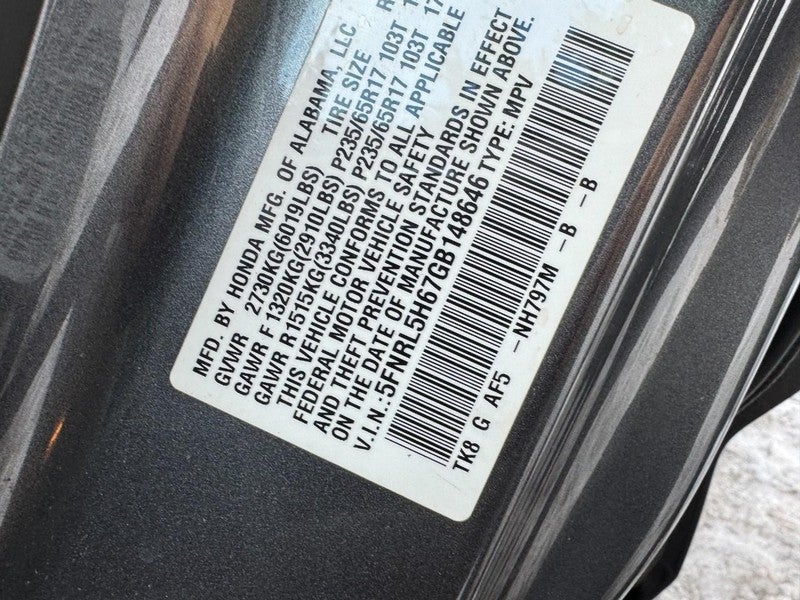 MFD. BY HONDA MFG. OF ALABAMA, LLC
TIRE SIZE R
GVWR 2730KG(6019LBS)
GAWR F 1320KG(2910LBS) P235/65R17 103T 1
GAWR R1515KG(3340LBS) P235/65R17 103T 17
THIS VEHICLE CONFORMS TO ALL APPLICABLE
FEDERAL MOTOR VEHICLE SAFETY
AND THEFT PREVENTION STANDARDS IN EFFECT
ON THE DATE OF MANUFACTURE SHOWN ABOVE.
V.I.N.:5FNRL5H67GB148646 TYPE: MPV
TK8 G AF5 -NH797M -B -B